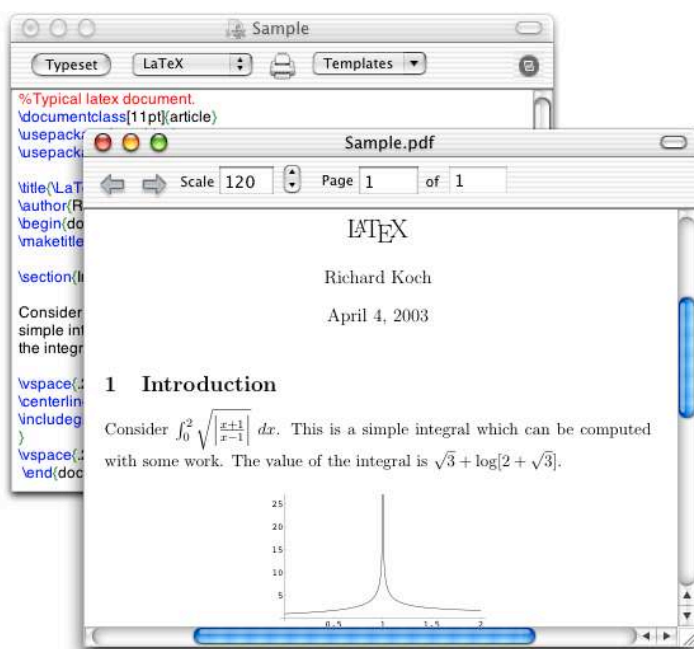 Sample
Typeset LaTeX Templates
%Typical latex document.
\documentclass[11pt]{article}
\usepack
\usepack
\title{\LaT
\author{R
\begin{do
\maketitle
\section{I
Consider
simple int
the integr
\vspace{.2
\centerlin
\includeg
}
\vspace{.2
\end{doc
Sample.pdf
Scale 120 Page 1 of 1
LATEX
Richard Koch
April 4, 2003
1 Introduction
Consider ∫₀² √|x+1/x−1| dx. This is a simple integral which can be computed
with some work. The value of the integral is √3 + log[2 + √3].
25
20
15
10
5
0.5 1 1.5 2